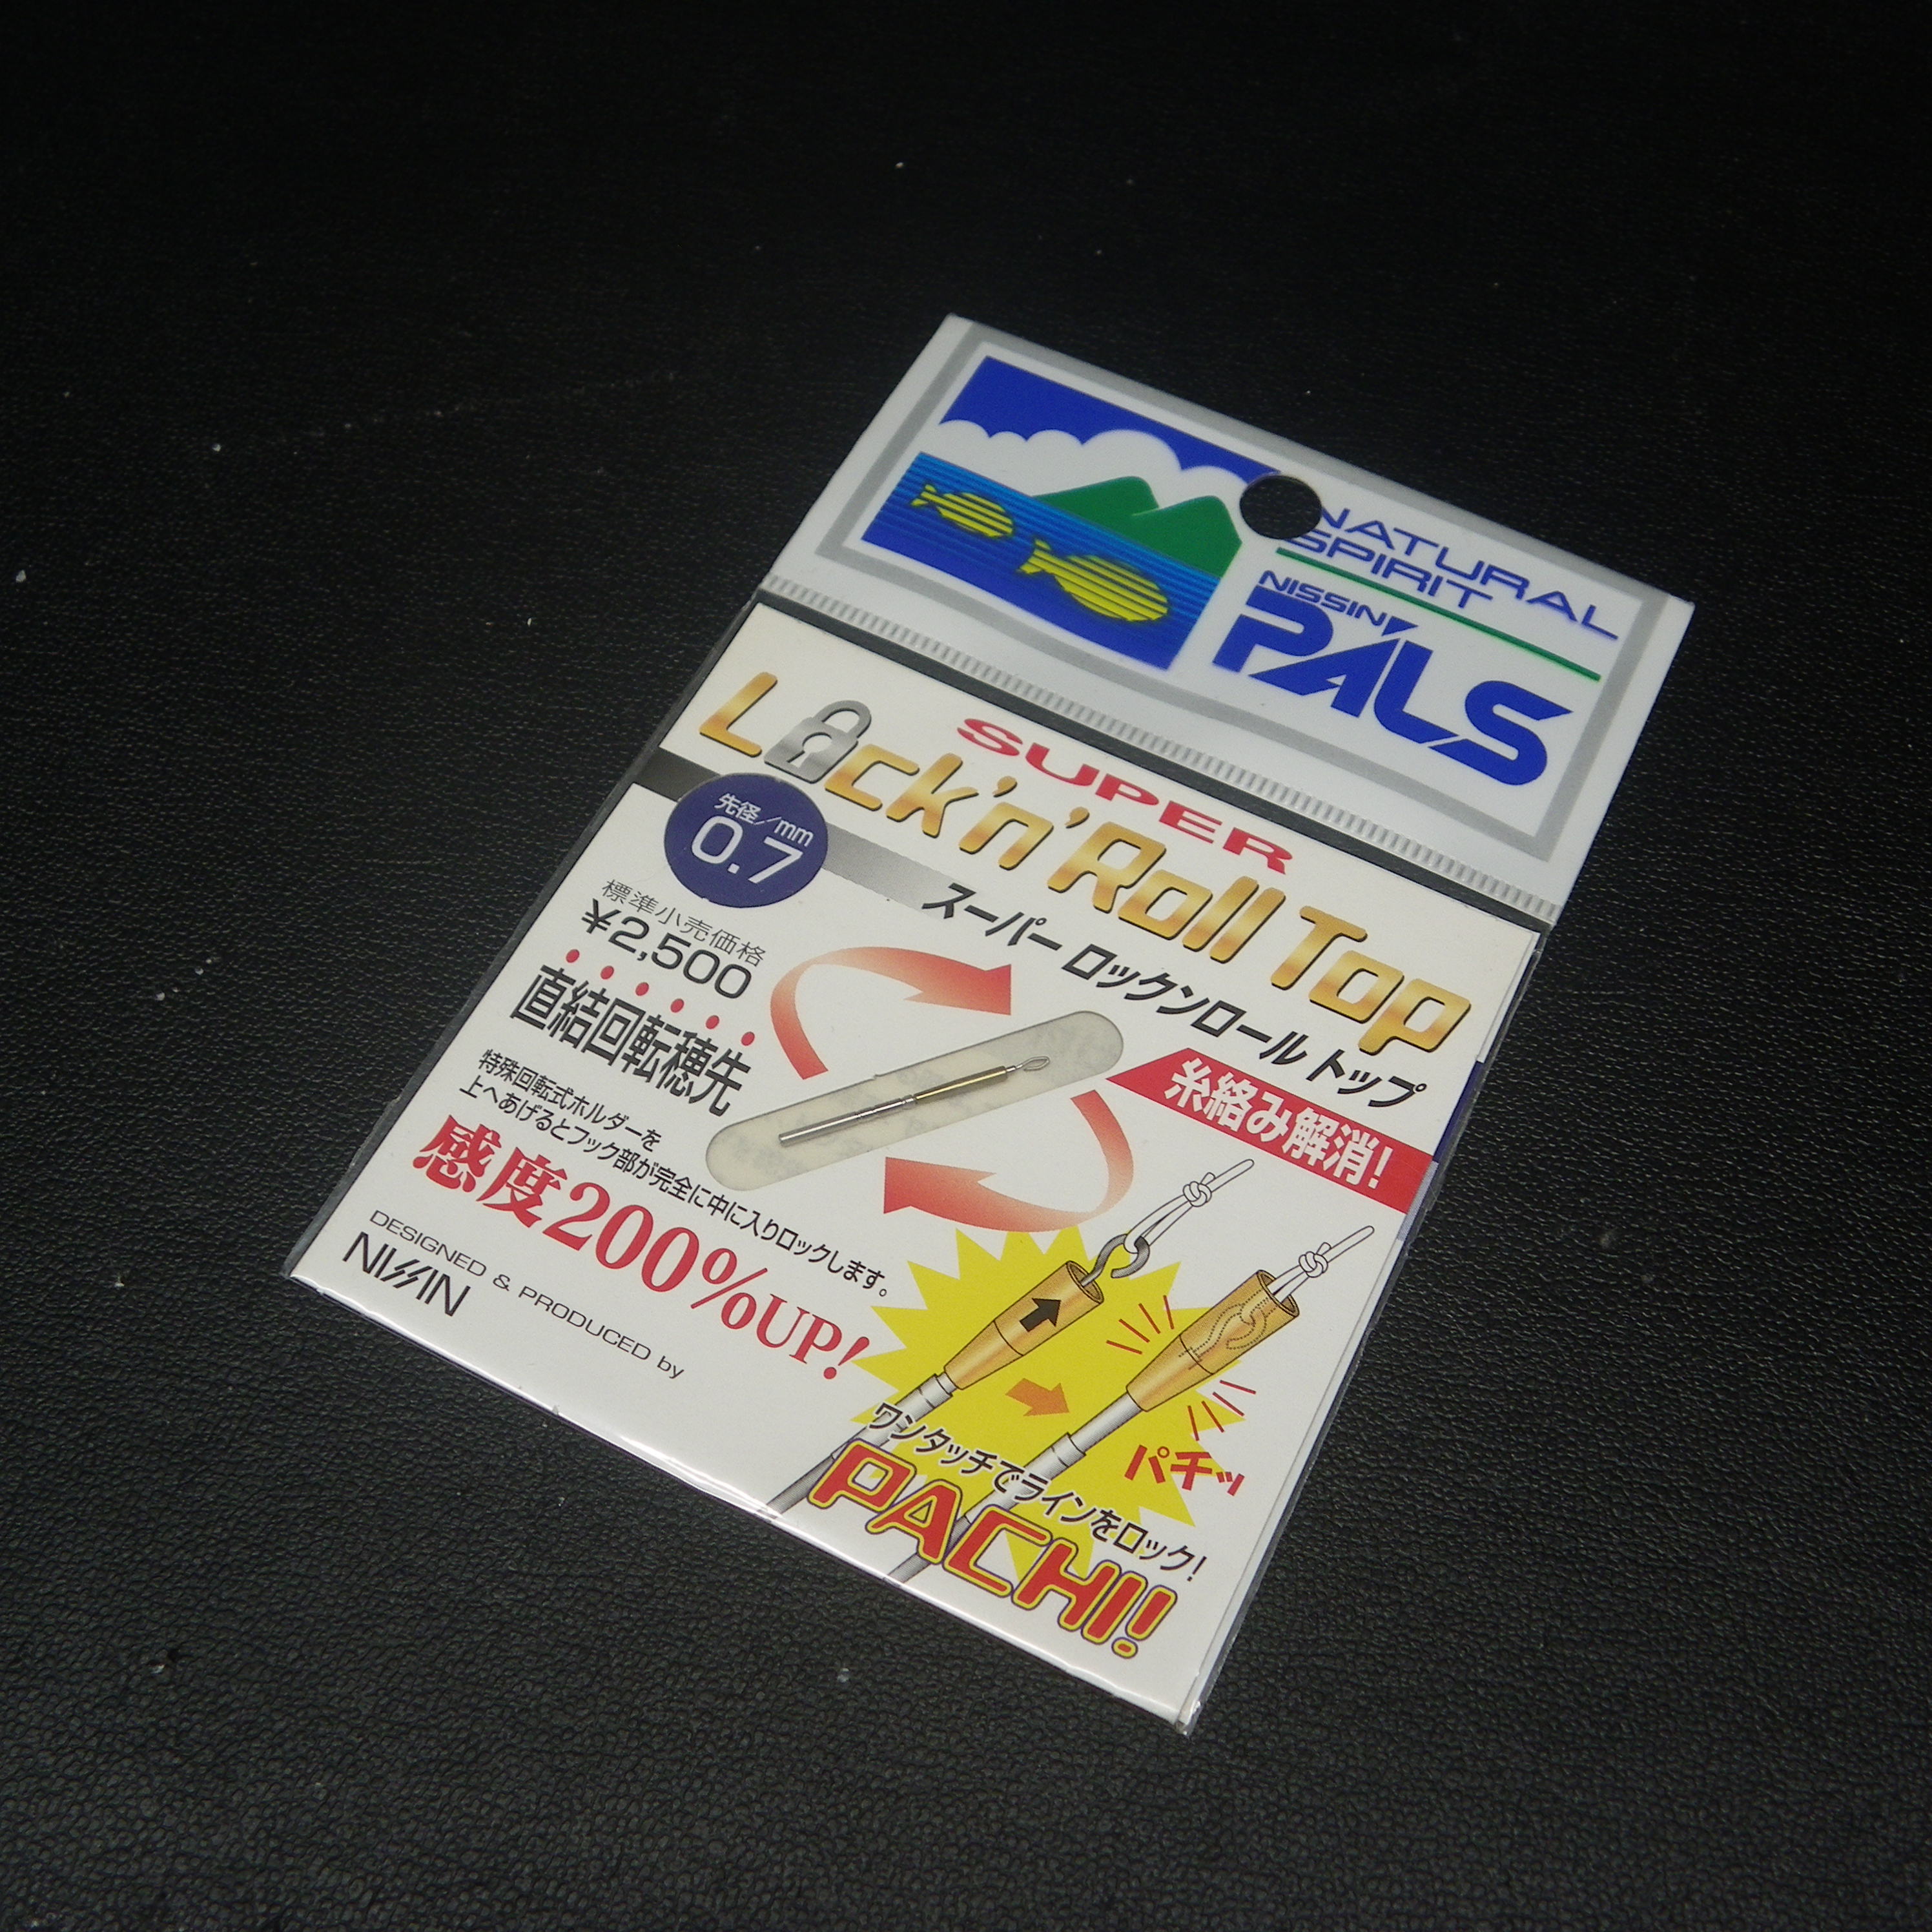 NATURAL
SPIRIT
NISSIN
PALS
SUPER
Lock'n'Roll Top
スーパー ロックンロール トップ
先径/mm
0.7
標準小売価格
¥2,500
直結回転穂先
糸絡み解消!
特殊回転式ホルダーを
上へあげるとフック部が完全に中に入りロックします。
感度200%UP!
DESIGNED & PRODUCED by
NISSIN
パチッ
ワンタッチでラインをロック!
PACHI!!